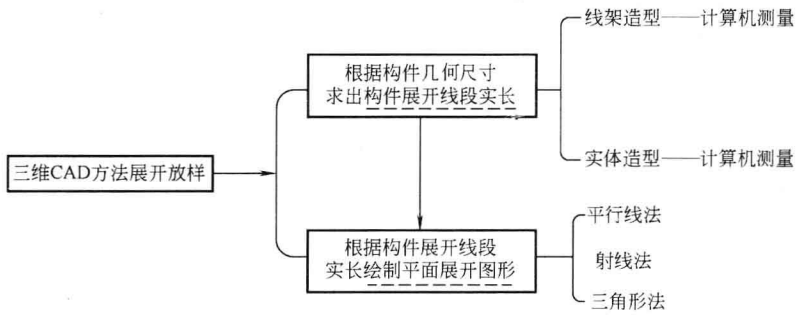 线架造型——计算机测量
根据构件几何尺寸
求出构件展开线段实长
实体造型——计算机测量
三维CAD方法展开放样
平行线法
根据构件展开线段
实长绘制平面展开图形
射线法
三角形法